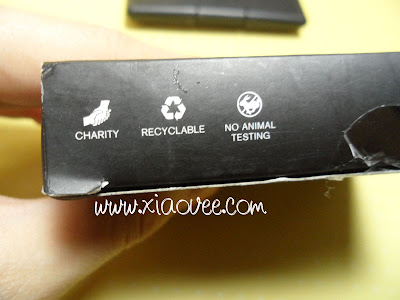 CHARITY
RECYCLABLE
NO ANIMAL
TESTING
www.xiaovee.com